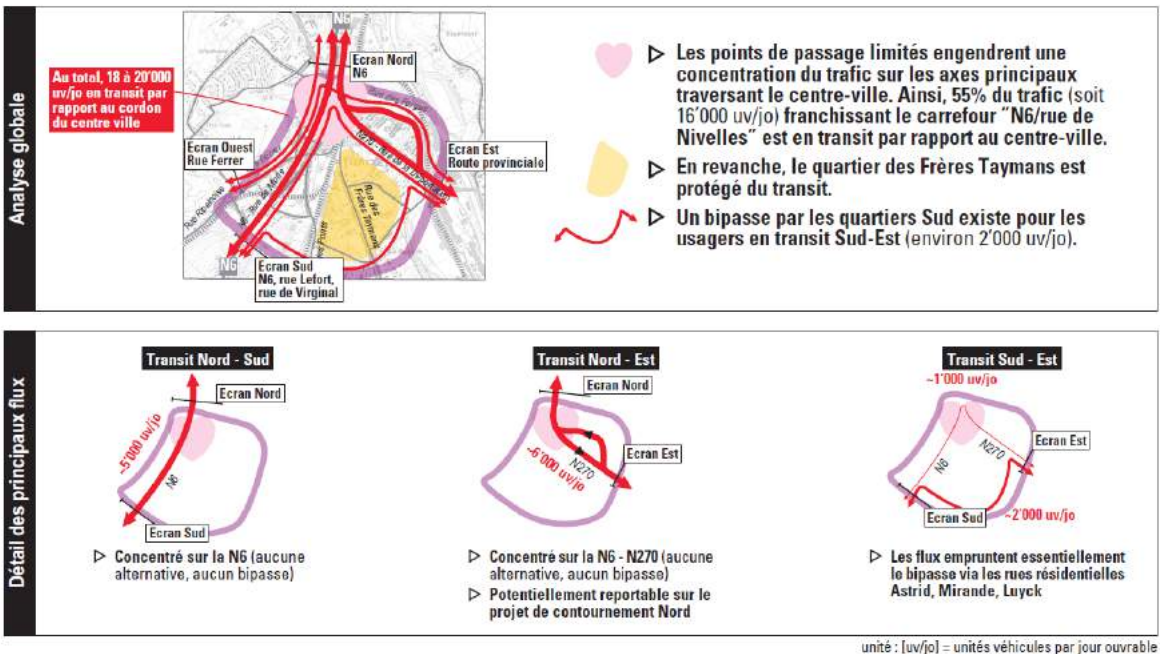 Analyse globale
N6
Ecran Nord
N6
Au total, 18 à 20'000
uv/jo en transit par
rapport au cordon
du centre ville
Ecran Ouest
Rue Ferrer
Ecran Est
Route provinciale
Rue des
Frères Taymans
N6
Ecran Sud
N6, rue Lefort,
rue de Virginal
▷ Les points de passage limités engendrent une
concentration du trafic sur les axes principaux
traversant le centre-ville. Ainsi, 55% du trafic (soit
16'000 uv/jo) franchissant le carrefour "N6/rue de
Nivelles" est en transit par rapport au centre-ville.
▷ En revanche, le quartier des Frères Taymans est
protégé du transit.
▷ Un bipasse par les quartiers Sud existe pour les
usagers en transit Sud-Est (environ 2'000 uv/jo).
Détail des principaux flux
Transit Nord - Sud
Ecran Nord
~5'000 uv/jo
N6
Ecran Sud
▷ Concentré sur la N6 (aucune
alternative, aucun bipasse)
Transit Nord - Est
Ecran Nord
~6'000 uv/jo
N270
Ecran Est
▷ Concentré sur la N6 - N270 (aucune
alternative, aucun bipasse)
▷ Potentiellement reportable sur le
projet de contournement Nord
Transit Sud - Est
~1'000 uv/jo
N6
N270
Ecran Est
Ecran Sud
~2'000 uv/jo
▷ Les flux empruntent essentiellement
le bipasse via les rues résidentielles
Astrid, Mirande, Luyck
unité : [uv/jo] = unités véhicules par jour ouvrable